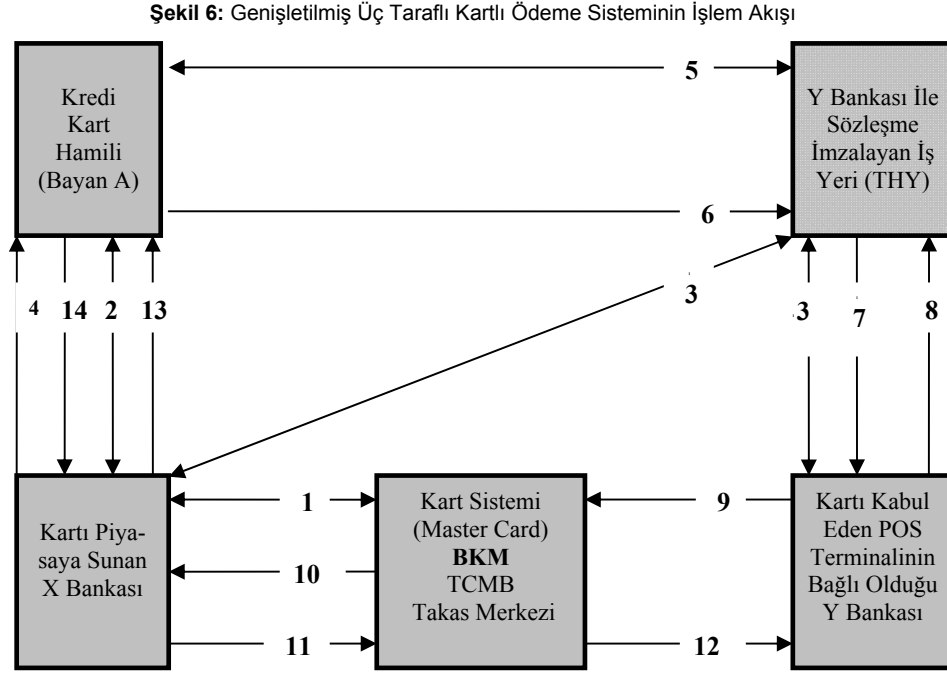 Şekil 6: Genişletilmiş Üç Taraflı Kartlı Ödeme Sisteminin İşlem Akışı
Kredi
Kart
Hamili
(Bayan A)
5
Y Bankası İle
Sözleşme
İmzalayan İş
Yeri (THY)
6
4
14
2
13
3
3
7
8
Kartı Piya-
saya Sunan
X Bankası
1
10
11
Kart Sistemi
(Master Card)
BKM
TCMB
Takas Merkezi
9
12
Kartı Kabul
Eden POS
Terminalinin
Bağlı Olduğu
Y Bankası